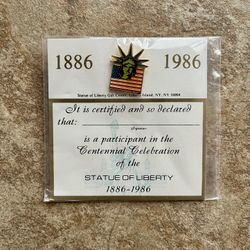 1886 1986
Statue of Liberty Gift Center, Liberty Island, NY, NY 10004
It is certified and so declared
that:
is a participant in the
Centennial Celebration
of the
STATUE OF LIBERTY
1886-1986